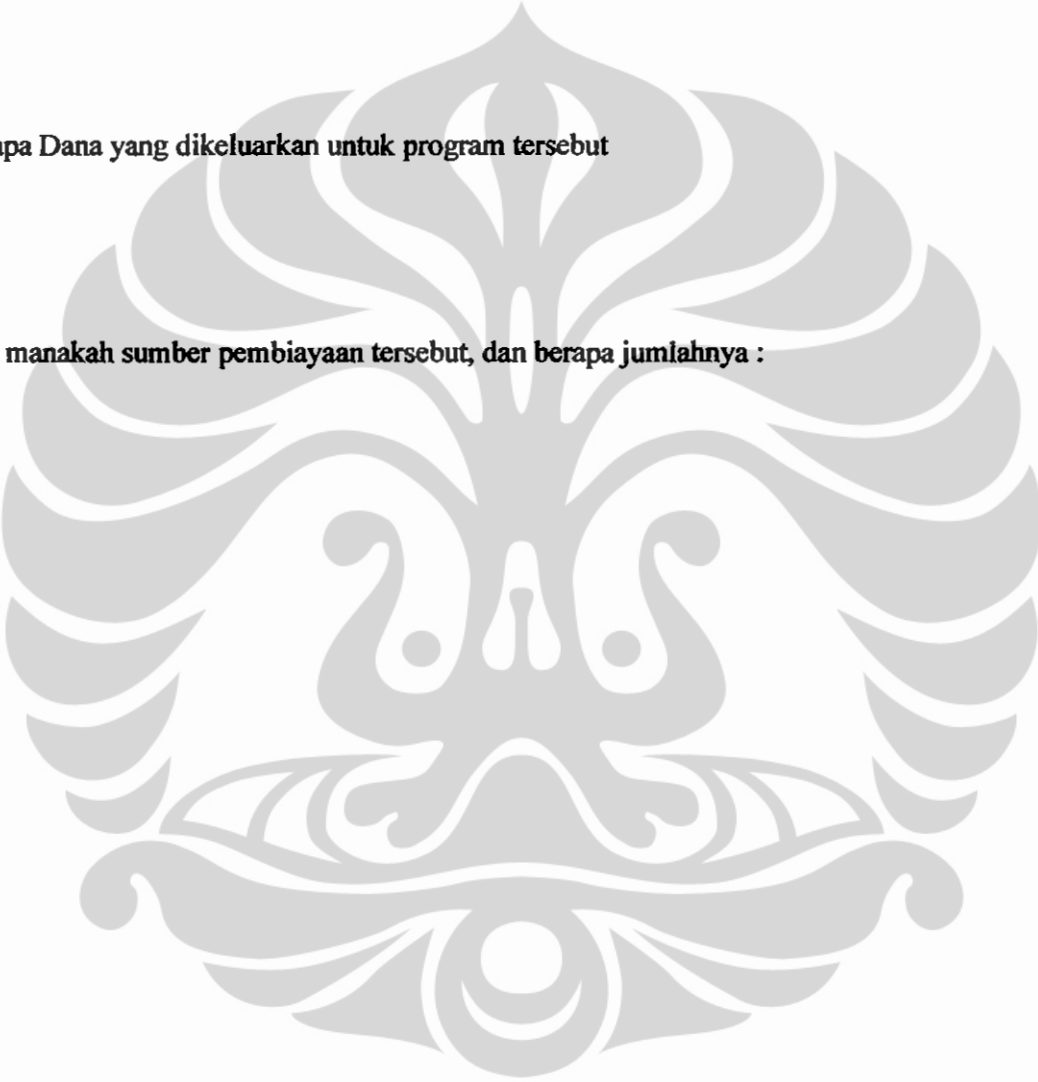 apa Dana yang dikeluarkan untuk program tersebut
manakah sumber pembiayaan tersebut, dan berapa jumlahnya :